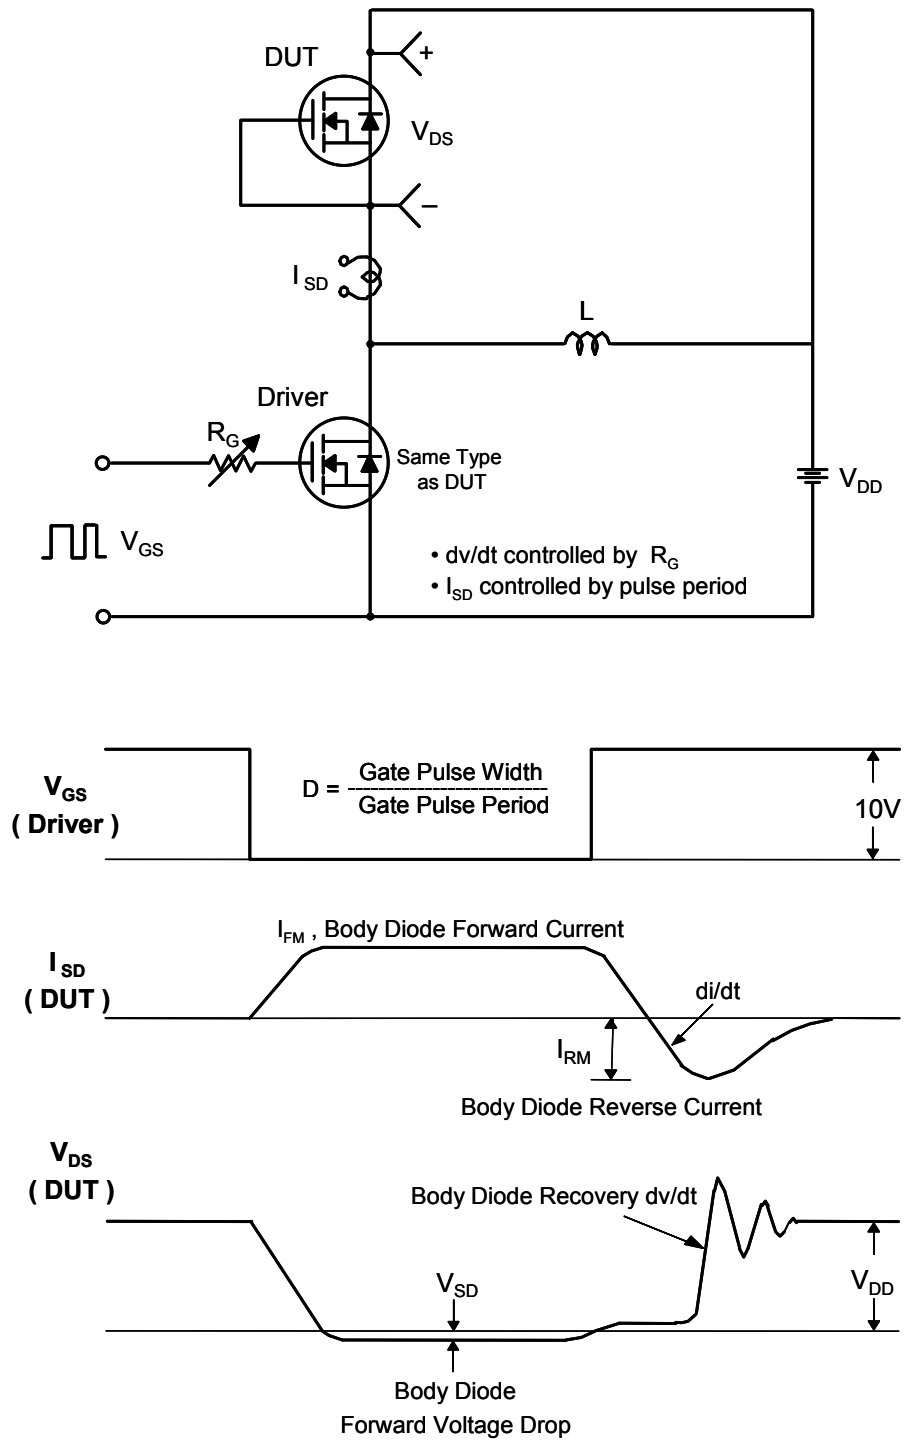 DUT
+
V_DS
–
I_SD
L
Driver
R_G
Same Type
as DUT
V_DD
V_GS
• dv/dt controlled by R_G
• I_SD controlled by pulse period
V_GS
( Driver )
D = Gate Pulse Width
Gate Pulse Period
10V
I_FM , Body Diode Forward Current
I_SD
( DUT )
di/dt
I_RM
Body Diode Reverse Current
V_DS
( DUT )
Body Diode Recovery dv/dt
V_SD
V_DD
Body Diode
Forward Voltage Drop